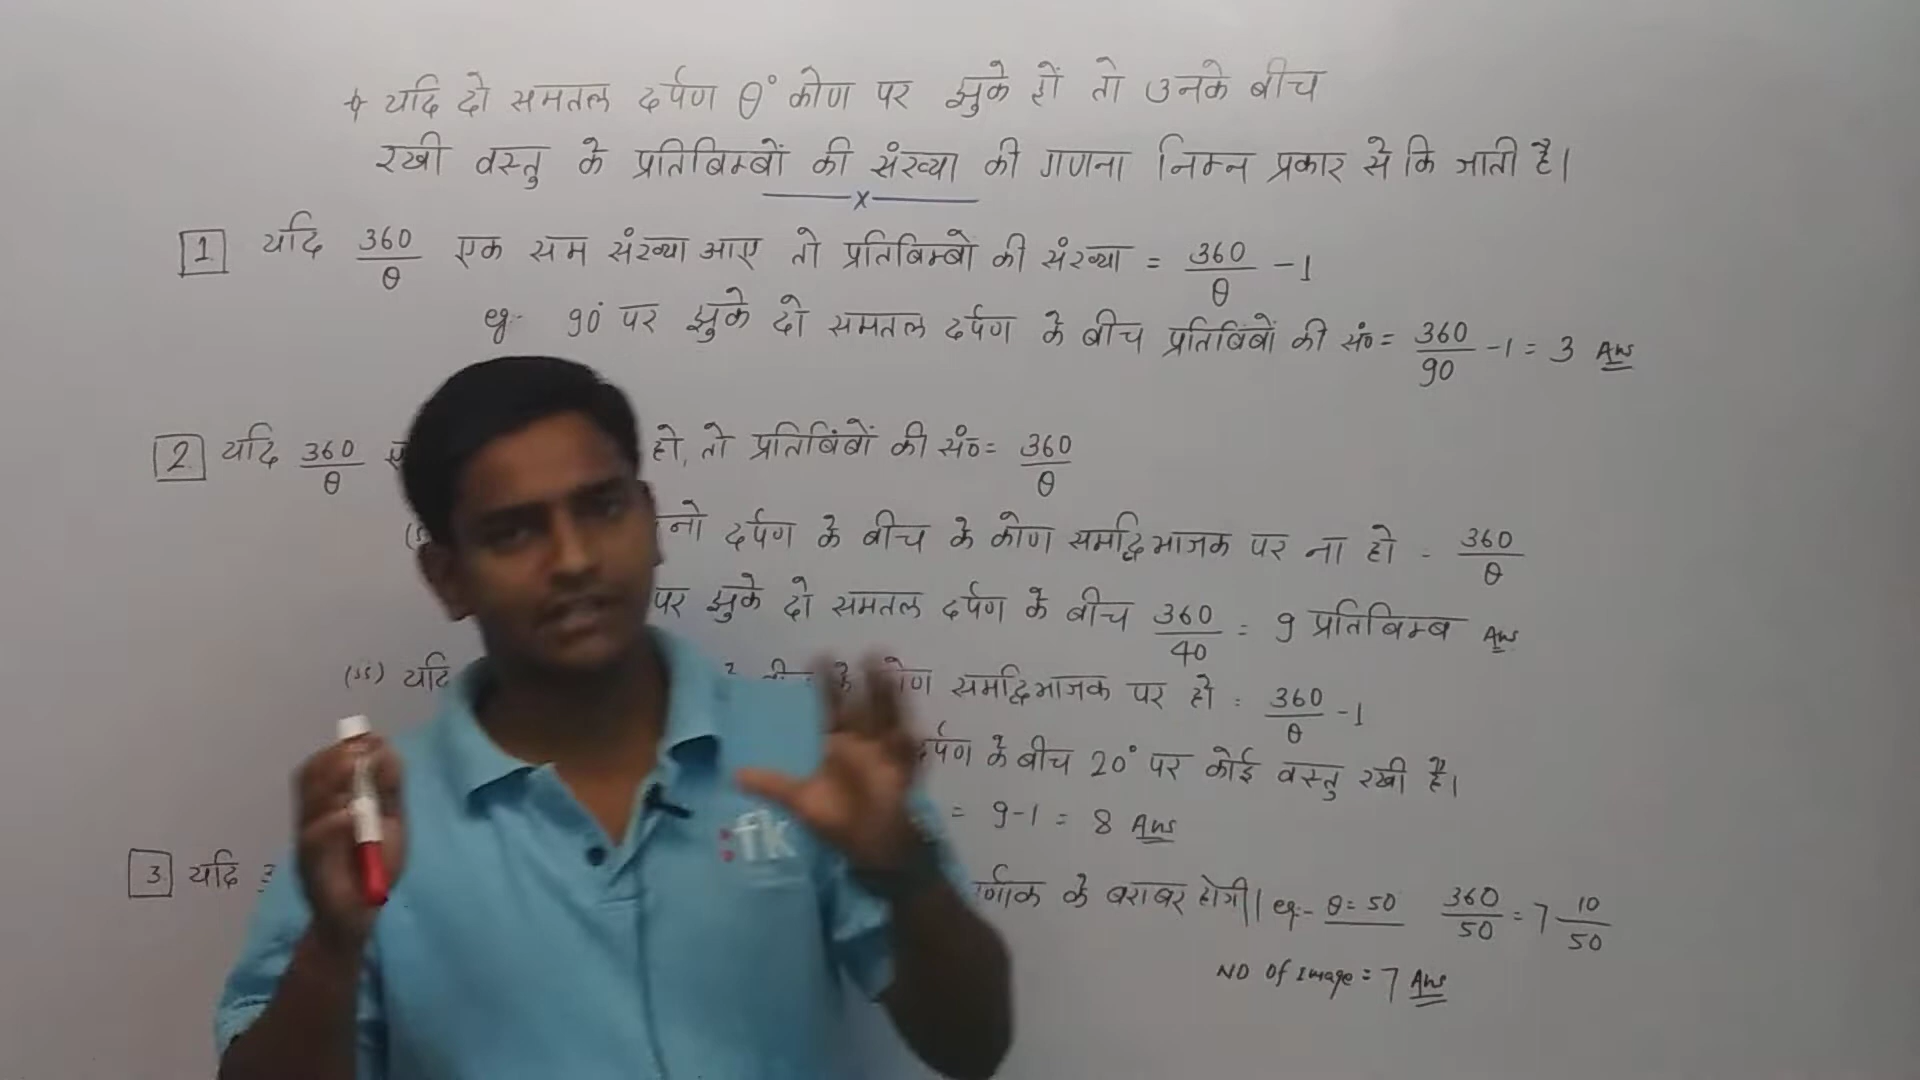 यदि दो समतल दर्पण θ° कोण पर झुके हों तो उनके बीच
रखी वस्तु के प्रतिबिम्बों की संख्या की गणना निम्न प्रकार से कि जाती है।
x
1 यदि 360/θ एक सम संख्या आए तो प्रतिबिम्बो की संख्या = 360/θ - 1
eg:- 90° पर झुके दो समतल दर्पण के बीच प्रतिबिंबों की सं० = 360/90 - 1 = 3 Ans
2 यदि 360/θ हो, तो प्रतिबिंबों की सं० = 360/θ
नो दर्पण के बीच के कोण समद्विभाजक पर ना हो - 360/θ
पर झुके दो समतल दर्पण के बीच 360/40 = 9 प्रतिबिम्ब Ans
(ii) यदि के कोण समद्विभाजक पर हो = 360/θ - 1
दर्पण के बीच 20° पर कोई वस्तु रखी है।
= 9-1 = 8 Ans
:fk
3 यदि र्णाक के बराबर होगी। eg:- θ = 50 360/50 = 7 10/50
NO Of Image = 7 Ans